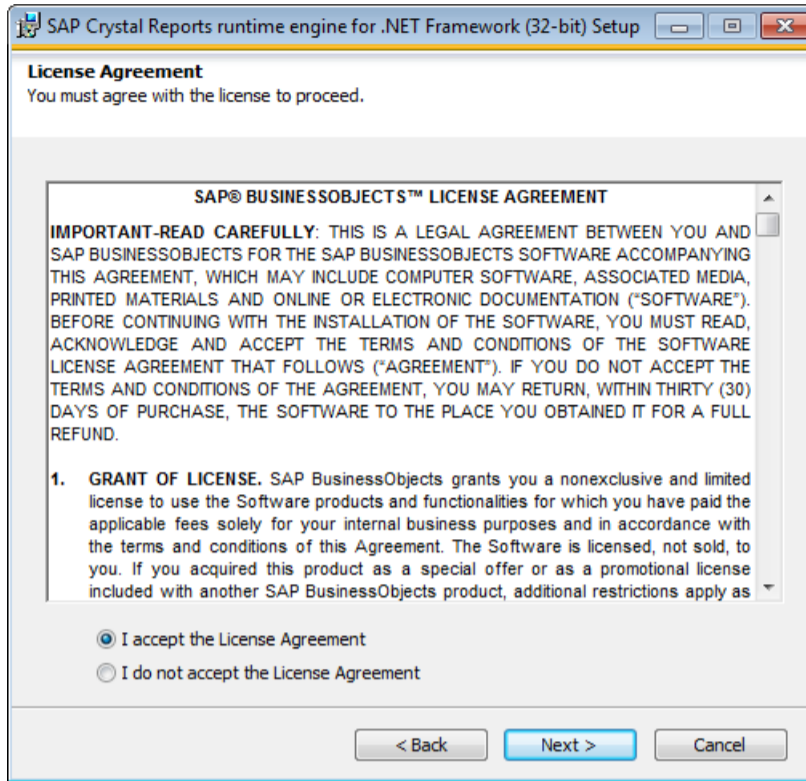 SAP Crystal Reports runtime engine for .NET Framework (32-bit) Setup
License Agreement
You must agree with the license to proceed.
SAP® BUSINESSOBJECTS™ LICENSE AGREEMENT
IMPORTANT-READ CAREFULLY: THIS IS A LEGAL AGREEMENT BETWEEN YOU AND
SAP BUSINESSOBJECTS FOR THE SAP BUSINESSOBJECTS SOFTWARE ACCOMPANYING
THIS AGREEMENT, WHICH MAY INCLUDE COMPUTER SOFTWARE, ASSOCIATED MEDIA,
PRINTED MATERIALS AND ONLINE OR ELECTRONIC DOCUMENTATION (“SOFTWARE”).
BEFORE CONTINUING WITH THE INSTALLATION OF THE SOFTWARE, YOU MUST READ,
ACKNOWLEDGE AND ACCEPT THE TERMS AND CONDITIONS OF THE SOFTWARE
LICENSE AGREEMENT THAT FOLLOWS (“AGREEMENT”). IF YOU DO NOT ACCEPT THE
TERMS AND CONDITIONS OF THE AGREEMENT, YOU MAY RETURN, WITHIN THIRTY (30)
DAYS OF PURCHASE, THE SOFTWARE TO THE PLACE YOU OBTAINED IT FOR A FULL
REFUND.
1. GRANT OF LICENSE. SAP BusinessObjects grants you a nonexclusive and limited
license to use the Software products and functionalities for which you have paid the
applicable fees solely for your internal business purposes and in accordance with
the terms and conditions of this Agreement. The Software is licensed, not sold, to
you. If you acquired this product as a special offer or as a promotional license
included with another SAP BusinessObjects product, additional restrictions apply as
I accept the License Agreement
I do not accept the License Agreement
< Back
Next >
Cancel